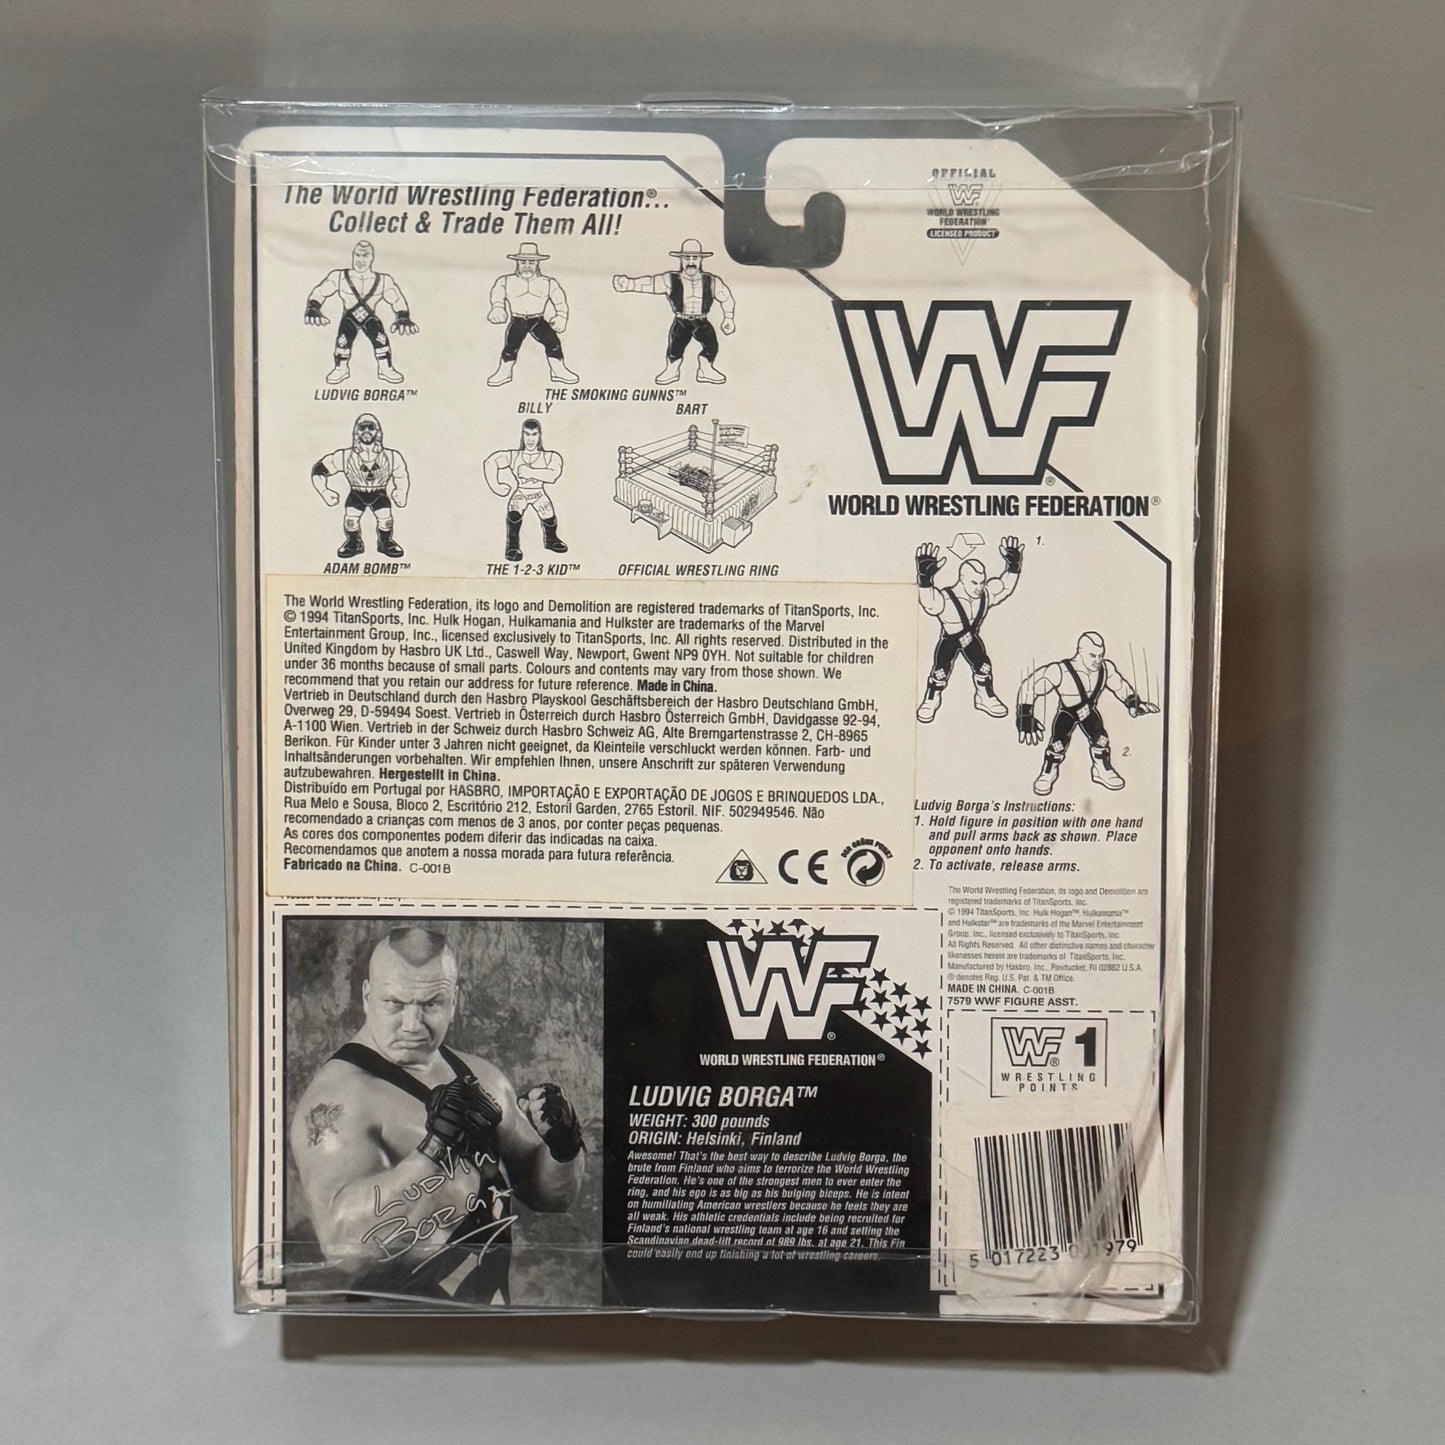 The World Wrestling Federation®...
Collect & Trade Them All!
OFFICIAL
WF
WORLD WRESTLING
FEDERATION
LICENSED PRODUCT
LUDVIG BORGA™
THE SMOKING GUNNS™
BILLY
BART
ADAM BOMB™
THE 1-2-3 KID™
OFFICIAL WRESTLING RING
WF®
WORLD WRESTLING FEDERATION®
1.
2.
The World Wrestling Federation, its logo and Demolition are registered trademarks of TitanSports, Inc.
© 1994 TitanSports, Inc. Hulk Hogan, Hulkamania and Hulkster are trademarks of the Marvel
Entertainment Group, Inc., licensed exclusively to TitanSports, Inc. All rights reserved. Distributed in the
United Kingdom by Hasbro UK Ltd., Caswell Way, Newport, Gwent NP9 0YH. Not suitable for children
under 36 months because of small parts. Colours and contents may vary from those shown. We
recommend that you retain our address for future reference. Made in China.
Vertrieb in Deutschland durch den Hasbro Playskool Geschäftsbereich der Hasbro Deutschland GmbH,
Overweg 29, D-59494 Soest. Vertrieb in Österreich durch Hasbro Österreich GmbH, Davidgasse 92-94,
A-1100 Wien. Vertrieb in der Schweiz durch Hasbro Schweiz AG, Alte Bremgartenstrasse 2, CH-8965
Berikon. Für Kinder unter 3 Jahren nicht geeignet, da Kleinteile verschluckt werden können. Farb- und
Inhaltsänderungen vorbehalten. Wir empfehlen Ihnen, unsere Anschrift zur späteren Verwendung
aufzubewahren. Hergestellt in China.
Distribuído em Portugal por HASBRO, IMPORTAÇÃO E EXPORTAÇÃO DE JOGOS E BRINQUEDOS LDA.,
Rua Melo e Sousa, Bloco 2, Escritório 212, Estoril Garden, 2765 Estoril. NIF. 502949546. Não
recomendado a crianças com menos de 3 anos, por conter peças pequenas.
As cores dos componentes podem diferir das indicadas na caixa.
Recomendamos que anotem a nossa morada para futura referência.
Fabricado na China. C-001B
CE
DER GRÜNE PUNKT
Ludvig Borga's Instructions:
1. Hold figure in position with one hand
and pull arms back as shown. Place
opponent onto hands.
2. To activate, release arms.
The World Wrestling Federation, its logo and Demolition are
registered trademarks of TitanSports, Inc.
© 1994 TitanSports, Inc. Hulk Hogan™, Hulkamania™
and Hulkster™ are trademarks of the Marvel Entertainment
Group, Inc., licensed exclusively to TitanSports, Inc.
All Rights Reserved. All other distinctive names and character
likenesses herein are trademarks of TitanSports, Inc.
Manufactured by Hasbro, Inc., Pawtucket, RI 02862 U.S.A.
® denotes Reg. U.S. Pat. & TM Office.
MADE IN CHINA. C-001B
7579 WWF FIGURE ASST.
WF® 1
WRESTLING
POINTS
5 017223 001979
WF®
WORLD WRESTLING FEDERATION®
LUDVIG BORGA™
WEIGHT: 300 pounds
ORIGIN: Helsinki, Finland
Awesome! That's the best way to describe Ludvig Borga, the
brute from Finland who aims to terrorize the World Wrestling
Federation. He's one of the strongest men to ever enter the
ring, and his ego is as big as his bulging biceps. He is intent
on humiliating American wrestlers because he feels they are
all weak. His athletic credentials include being recruited for
Finland's national wrestling team at age 16 and setting the
Scandinavian dead-lift record of 989 lbs. at age 21. This Fin
could easily end up finishing a lot of wrestling careers.
LUDVIG
BORGA